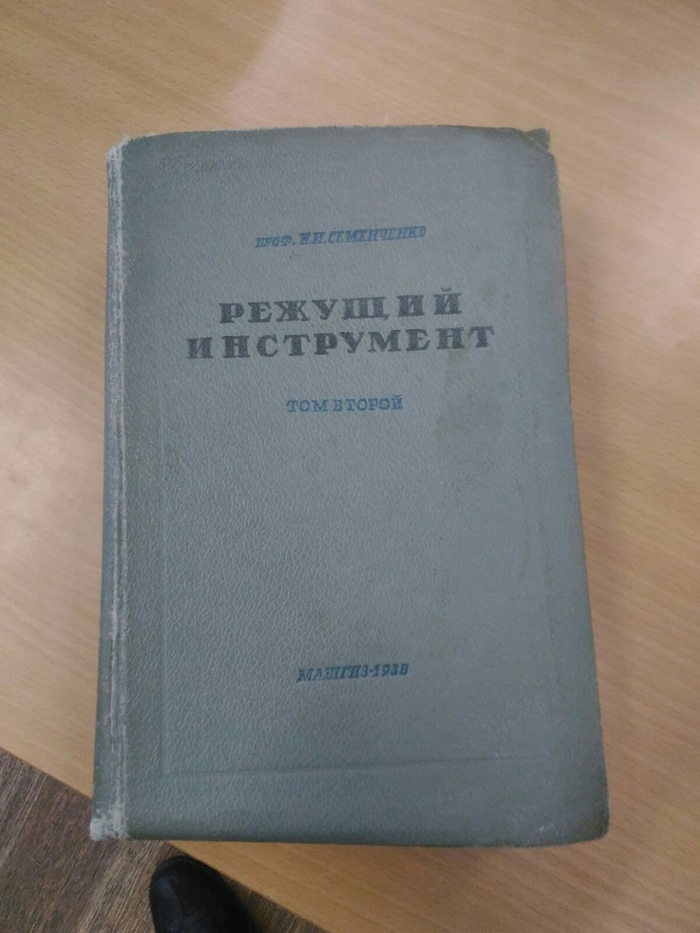 ПРОФ. И.И. СЕМЕНЧЕНКО
РЕЖУЩИЙ
ИНСТРУМЕНТ
ТОМ ВТОРОЙ
МАШГИЗ-1938